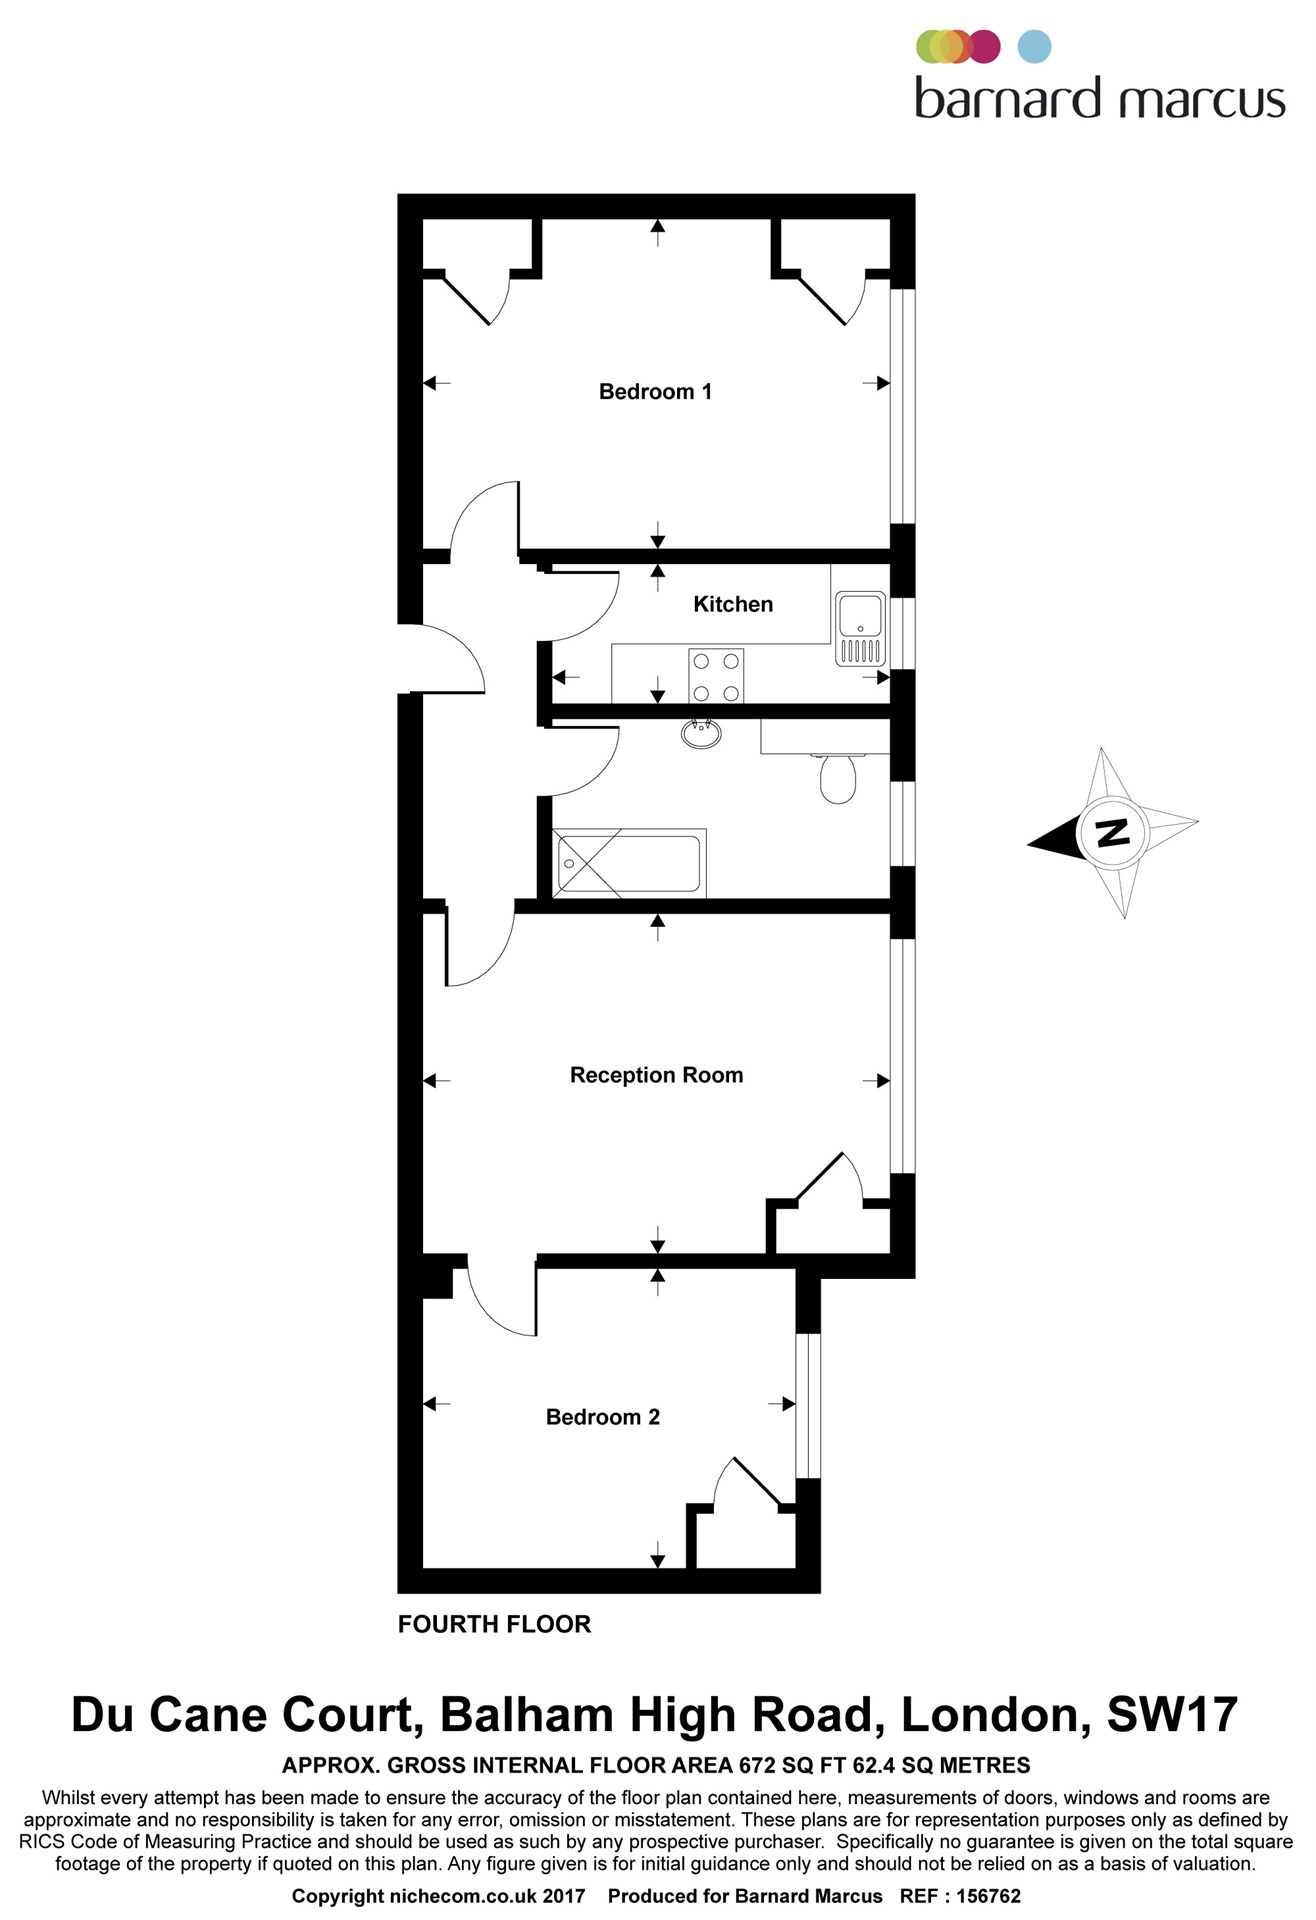 barnard marcus
Bedroom 1
Kitchen
N
Reception Room
Bedroom 2
FOURTH FLOOR
Du Cane Court, Balham High Road, London, SW17
APPROX. GROSS INTERNAL FLOOR AREA 672 SQ FT 62.4 SQ METRES
Whilst every attempt has been made to ensure the accuracy of the floor plan contained here, measurements of doors, windows and rooms are
approximate and no responsibility is taken for any error, omission or misstatement. These plans are for representation purposes only as defined by
RICS Code of Measuring Practice and should be used as such by any prospective purchaser. Specifically no guarantee is given on the total square
footage of the property if quoted on this plan. Any figure given is for initial guidance only and should not be relied on as a basis of valuation.
Copyright nichecom.co.uk 2017 Produced for Barnard Marcus REF : 156762